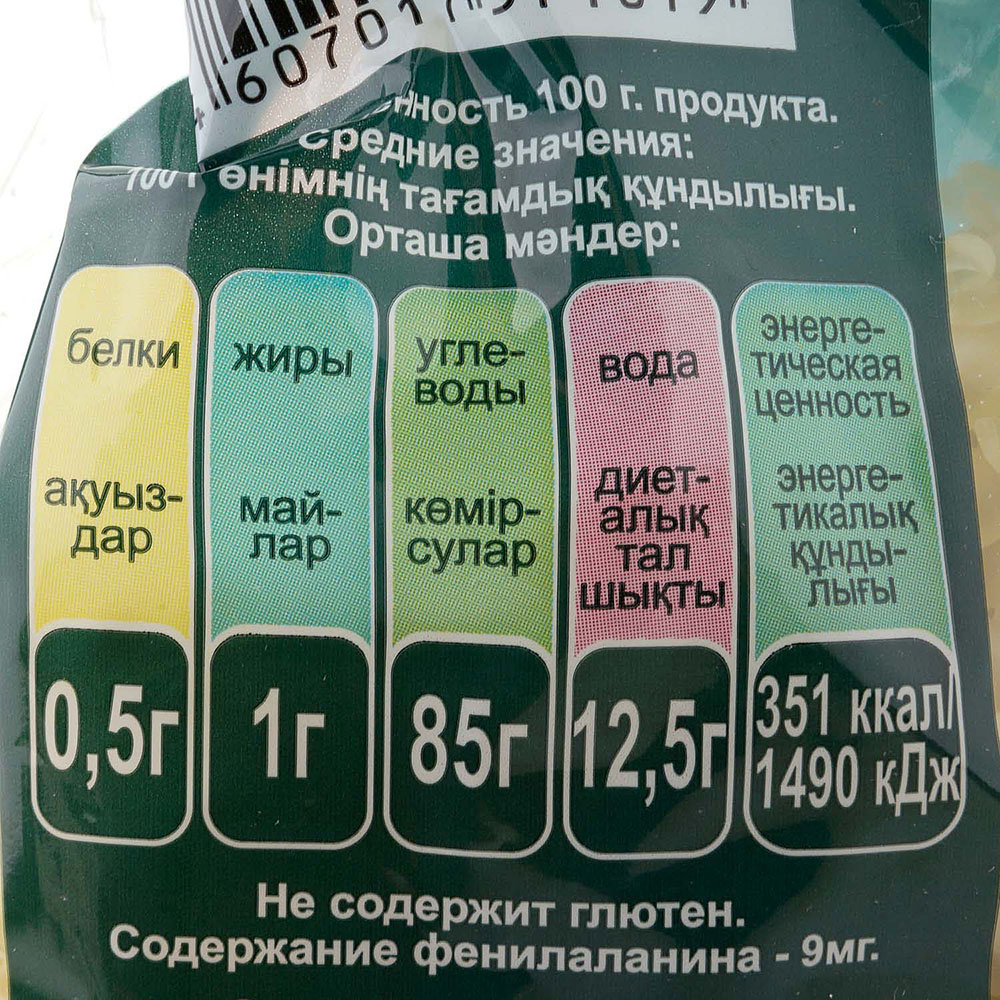 100 г. продукта.
Средние значения:
100 г өнімнің тағамдық құндылығы.
Орташа мәндер:
белки
ақуыз-
дар
0,5г
жиры
май-
лар
1г
угле-
воды
көмір-
сулар
85г
вода
диет-
алық
тал
шықты
12,5г
энерге-
тическая
ценность
энерге-
тикалық
құнды-
лығы
351 ккал/
1490 кДж
Не содержит глютен.
Содержание фенилаланина - 9мг.